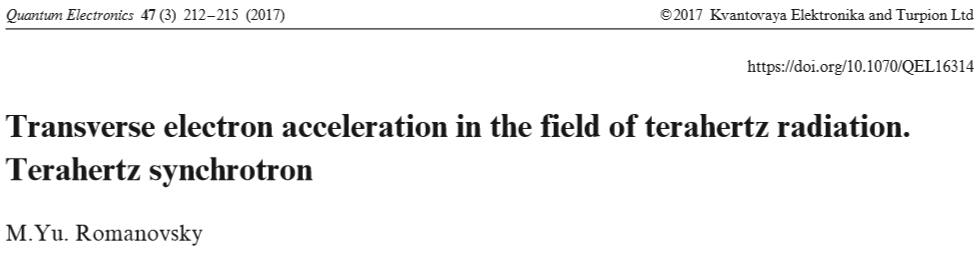 Quantum Electronics 47 (3) 212–215 (2017) ©2017 Kvantovaya Elektronika and Turpion Ltd
https://doi.org/10.1070/QEL16314
Transverse electron acceleration in the field of terahertz radiation.
Terahertz synchrotron
M.Yu. Romanovsky